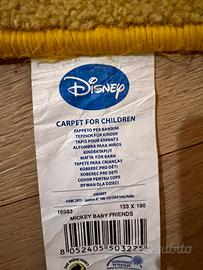 Disney
CARPET FOR CHILDREN
TAPPETO PER BAMBINI
TEPPICH FÜR KINDER
TAPIS POUR ENFANTS
ALFOMBRA PARA NIÑOS
KINDERTAPIJT
MATTA FÖR BARN
TAPETE PARA CRIANÇAS
KOBEREC PRO DĚTI
KOBEREC PRE DETI
COVOR PENTRU COPII
DYWAN DLA DZIECI
16983
133 X 190
MICKEY BABY FRIENDS
8 052405 503275
subito